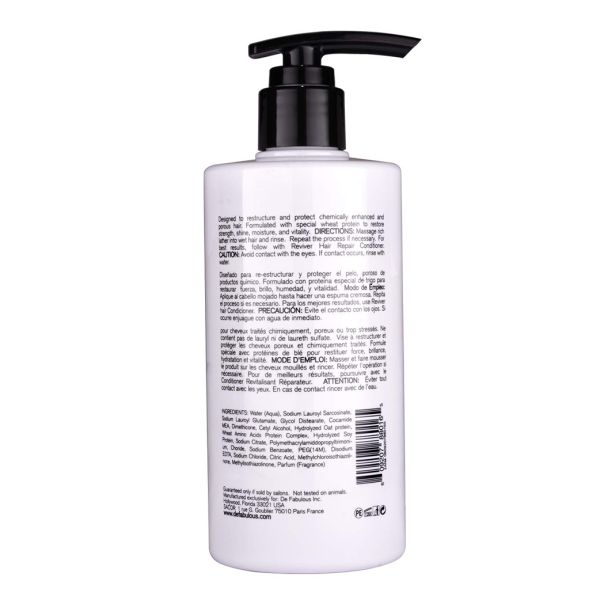 Designed to restructure and protect chemically enhanced and
porous hair. Formulated with special wheat protein to restore
strength, shine, moisture, and vitality. DIRECTIONS: Massage rich
lather into wet hair and rinse. Repeat the process if necessary. For
best results, follow with Reviver Hair Repair Conditioner.
CAUTION: Avoid contact with the eyes. If contact occurs, rinse with
water.
Diseñado para re-estructurar y proteger el pelo, poroso de
productos químico. Formulado con proteina especial de trigo para
restaurar fuerza, brillo, humedad, y vitalidad. Modo de Empleo:
Aplique al cabello mojado hasta hacer una espuma cremosa. Repita
el proceso si es necesario. Para los mejores resultados, use Reviver
hair Condicioner. PRECAUCIÓN: Evite el contacto con los ojos. Si
ocurre enjuague con agua de inmediato.
pour cheveux traités chimiquement, poreux ou trop stressés. Ne
contient pas de lauryl ni de laureth sulfate. Vise a restructurer et
protéger les cheveux poreux et chimiquement traités. Formule
spéciale avec protéines de blé pour restituer force, brillance,
hydratation et vitalité. MODE D'EMPLOI: Masser et faire mousser
le produit sur les cheveux mouillés et rincer. Répéter l'opération si
nécessaire. Pour de meilleurs résultats, poursuivre avec le
Conditioner Revitalisant Réparateur. ATTENTION: Éviter tout
contact avec les yeux. En cas de contact rincer avec de l'eau.
INGREDIENTS: Water (Aqua), Sodium Lauroyl Sarcosinate,
Sodium Lauroyl Glutamate, Glycol Distearate, Cocamide
MEA, Dimethicone, Cetyl Alcohol, Hydrolyzed Oat protein,
Wheat Amino Acids Protein Complex, Hydrolyzed Soy
Protein, Sodium Citrate, Polymethacrylamidopropyltrimon-
ium, Chloride, Sodium Benzoate, PEG(14M), Disodium
EDTA, Sodium Chloride, Citric Acid, Methylchloroisothiazol-
none, Methylisothiazolinone, Parfum (Fragrance)
Guaranteed only if sold by salons. Not tested on animals.
Manufactured exclusively for: De Fabulous Inc.
Hollywood, Florida 33021 USA
SACOR: 1 rue G. Goublier 75010 Paris France
www.defabulous.com
PE